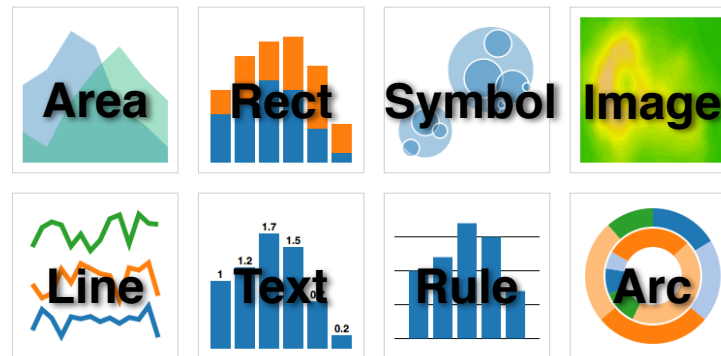 Area
Rect
Symbol
Image
Line
1
1.2
1.7
1.5
0.2
Text
Rule
Arc